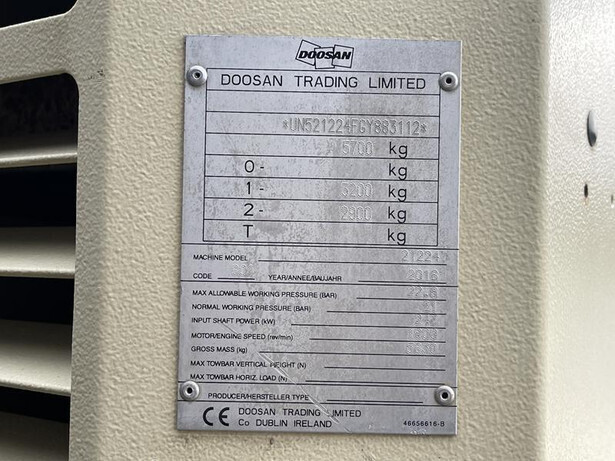 DOOSAN
DOOSAN TRADING LIMITED
*UN521224FGY883112*
5700 kg
0- kg
1- 3200 kg
2- 2900 kg
T kg
MACHINE MODEL 21224
CODE YEAR/ANNEE/BAUJAHR 2016
MAX ALLOWABLE WORKING PRESSURE (BAR)
NORMAL WORKING PRESSURE (BAR)
INPUT SHAFT POWER (kW)
MOTOR/ENGINE SPEED (rev/min)
GROSS MASS (kg)
MAX TOWBAR VERTICAL HEIGHT (N)
MAX TOWBAR HORIZ. LOAD (N)
PRODUCER/HERSTELLER TYPE
CE DOOSAN TRADING LIMITED
Co DUBLIN IRELAND 46656616-B